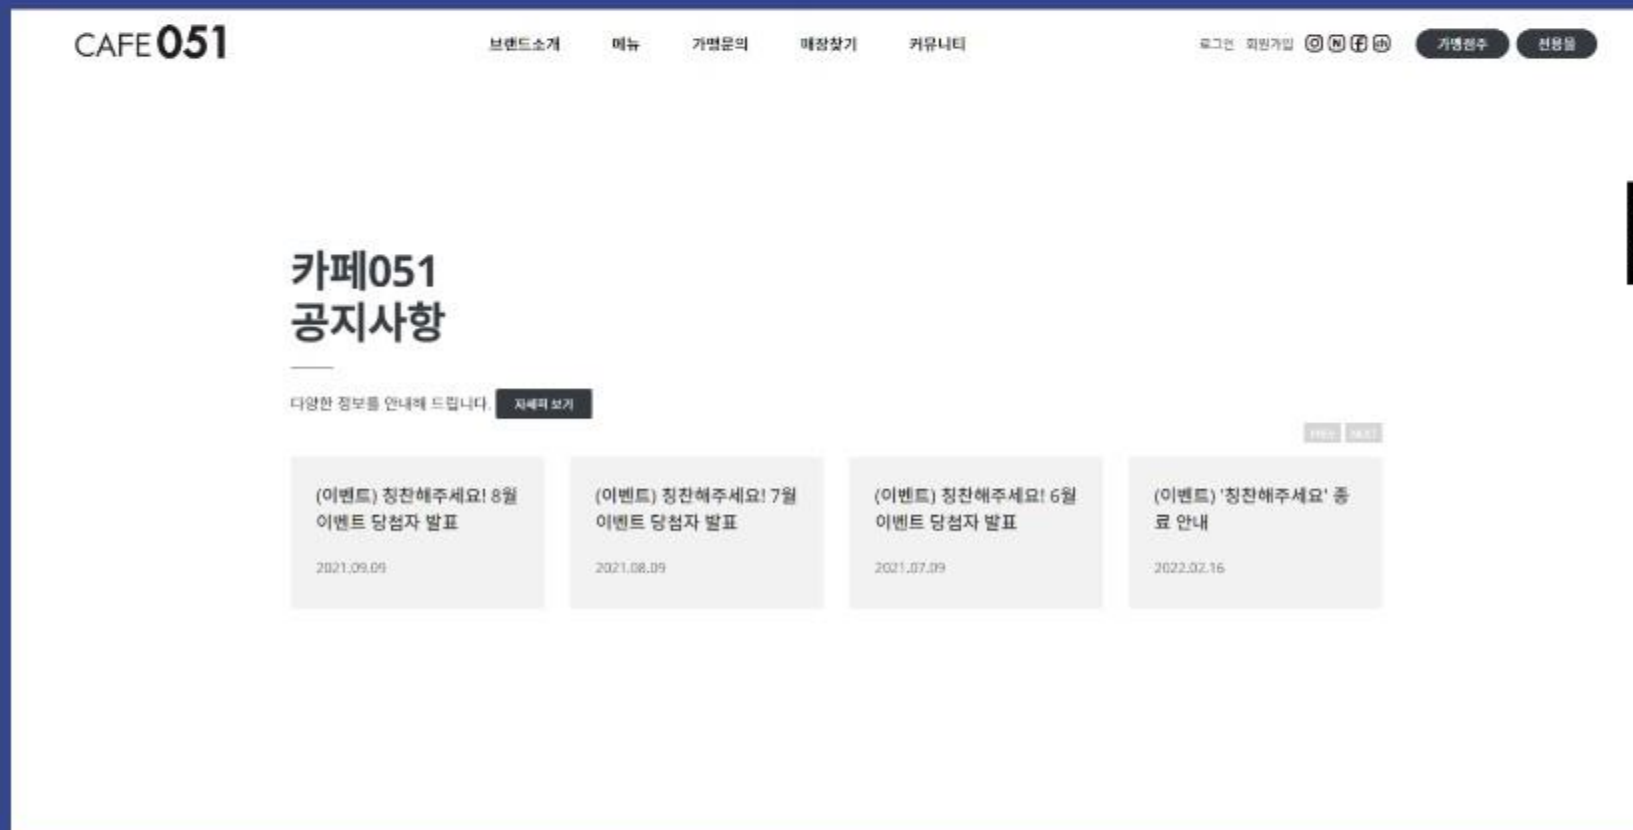 CAFE 051
브랜드소개 메뉴 가맹문의 매장찾기 커뮤니티
로그인 회원가입 가맹점주 전용몰
카페051
공지사항
다양한 정보를 안내해 드립니다. 자세히 보기
PREV NEXT
(이벤트) 칭찬해주세요! 8월
이벤트 당첨자 발표
2021.09.09
(이벤트) 칭찬해주세요! 7월
이벤트 당첨자 발표
2021.08.09
(이벤트) 칭찬해주세요! 6월
이벤트 당첨자 발표
2021.07.09
(이벤트) '칭찬해주세요' 종
료 안내
2022.02.16